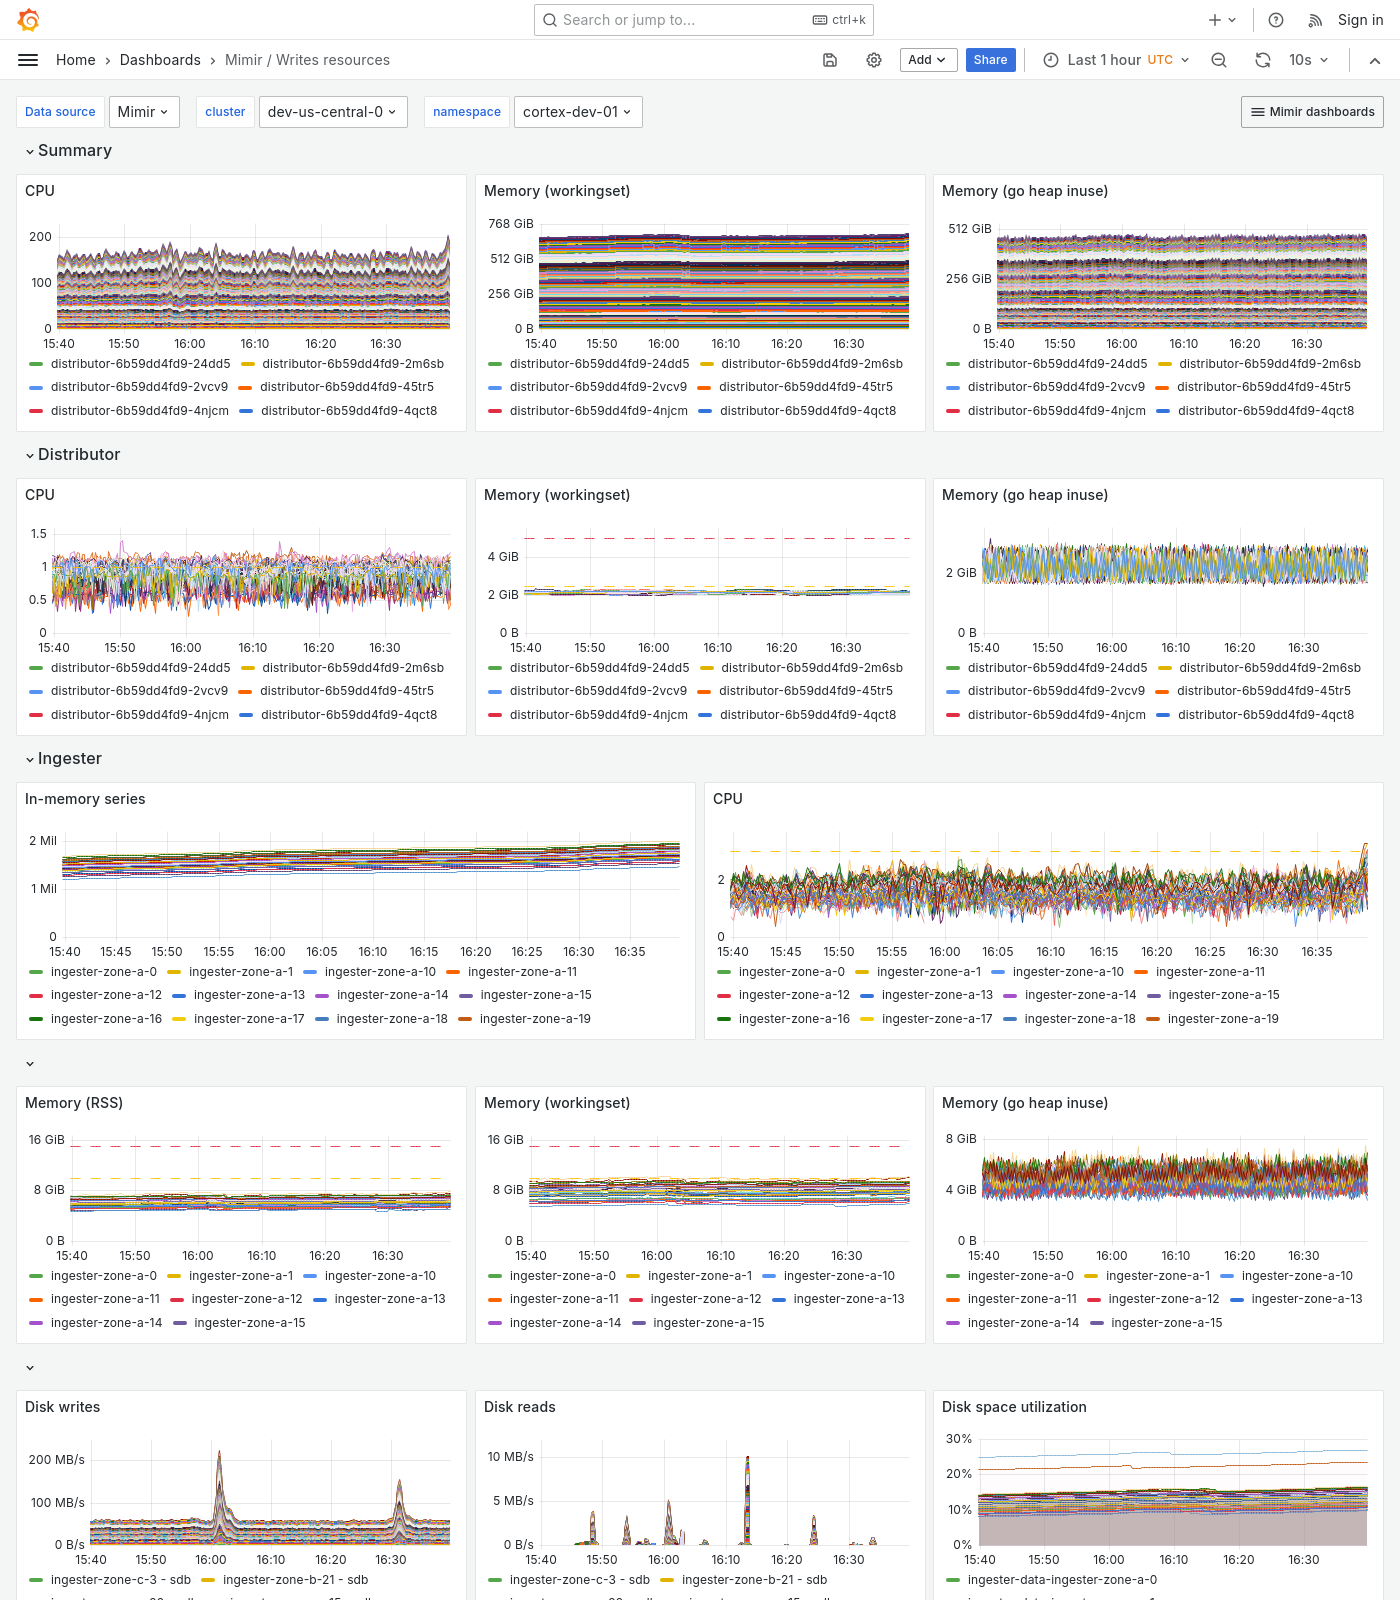 Search or jump to... ctrl+k Sign in
Home Dashboards Mimir / Writes resources Add Share Last 1 hour UTC 10s
Data source Mimir cluster dev-us-central-0 namespace cortex-dev-01 Mimir dashboards
Summary
CPU
200
100
0
15:40 15:50 16:00 16:10 16:20 16:30
distributor-6b59dd4fd9-24dd5 distributor-6b59dd4fd9-2m6sb
distributor-6b59dd4fd9-2vcv9 distributor-6b59dd4fd9-45tr5
distributor-6b59dd4fd9-4njcm distributor-6b59dd4fd9-4qct8
Memory (workingset)
768 GiB
512 GiB
256 GiB
0 B
15:40 15:50 16:00 16:10 16:20 16:30
distributor-6b59dd4fd9-24dd5 distributor-6b59dd4fd9-2m6sb
distributor-6b59dd4fd9-2vcv9 distributor-6b59dd4fd9-45tr5
distributor-6b59dd4fd9-4njcm distributor-6b59dd4fd9-4qct8
Memory (go heap inuse)
512 GiB
256 GiB
0 B
15:40 15:50 16:00 16:10 16:20 16:30
distributor-6b59dd4fd9-24dd5 distributor-6b59dd4fd9-2m6sb
distributor-6b59dd4fd9-2vcv9 distributor-6b59dd4fd9-45tr5
distributor-6b59dd4fd9-4njcm distributor-6b59dd4fd9-4qct8
Distributor
CPU
1.5
1
0.5
0
15:40 15:50 16:00 16:10 16:20 16:30
distributor-6b59dd4fd9-24dd5 distributor-6b59dd4fd9-2m6sb
distributor-6b59dd4fd9-2vcv9 distributor-6b59dd4fd9-45tr5
distributor-6b59dd4fd9-4njcm distributor-6b59dd4fd9-4qct8
Memory (workingset)
4 GiB
2 GiB
0 B
15:40 15:50 16:00 16:10 16:20 16:30
distributor-6b59dd4fd9-24dd5 distributor-6b59dd4fd9-2m6sb
distributor-6b59dd4fd9-2vcv9 distributor-6b59dd4fd9-45tr5
distributor-6b59dd4fd9-4njcm distributor-6b59dd4fd9-4qct8
Memory (go heap inuse)
2 GiB
0 B
15:40 15:50 16:00 16:10 16:20 16:30
distributor-6b59dd4fd9-24dd5 distributor-6b59dd4fd9-2m6sb
distributor-6b59dd4fd9-2vcv9 distributor-6b59dd4fd9-45tr5
distributor-6b59dd4fd9-4njcm distributor-6b59dd4fd9-4qct8
Ingester
In-memory series
2 Mil
1 Mil
0
15:40 15:45 15:50 15:55 16:00 16:05 16:10 16:15 16:20 16:25 16:30 16:35
ingester-zone-a-0 ingester-zone-a-1 ingester-zone-a-10 ingester-zone-a-11
ingester-zone-a-12 ingester-zone-a-13 ingester-zone-a-14 ingester-zone-a-15
ingester-zone-a-16 ingester-zone-a-17 ingester-zone-a-18 ingester-zone-a-19
CPU
2
0
15:40 15:45 15:50 15:55 16:00 16:05 16:10 16:15 16:20 16:25 16:30 16:35
ingester-zone-a-0 ingester-zone-a-1 ingester-zone-a-10 ingester-zone-a-11
ingester-zone-a-12 ingester-zone-a-13 ingester-zone-a-14 ingester-zone-a-15
ingester-zone-a-16 ingester-zone-a-17 ingester-zone-a-18 ingester-zone-a-19
Memory (RSS)
16 GiB
8 GiB
0 B
15:40 15:50 16:00 16:10 16:20 16:30
ingester-zone-a-0 ingester-zone-a-1 ingester-zone-a-10
ingester-zone-a-11 ingester-zone-a-12 ingester-zone-a-13
ingester-zone-a-14 ingester-zone-a-15
Memory (workingset)
16 GiB
8 GiB
0 B
15:40 15:50 16:00 16:10 16:20 16:30
ingester-zone-a-0 ingester-zone-a-1 ingester-zone-a-10
ingester-zone-a-11 ingester-zone-a-12 ingester-zone-a-13
ingester-zone-a-14 ingester-zone-a-15
Memory (go heap inuse)
8 GiB
4 GiB
0 B
15:40 15:50 16:00 16:10 16:20 16:30
ingester-zone-a-0 ingester-zone-a-1 ingester-zone-a-10
ingester-zone-a-11 ingester-zone-a-12 ingester-zone-a-13
ingester-zone-a-14 ingester-zone-a-15
Disk writes
200 MB/s
100 MB/s
0 B/s
15:40 15:50 16:00 16:10 16:20 16:30
ingester-zone-c-3 - sdb ingester-zone-b-21 - sdb
Disk reads
10 MB/s
5 MB/s
0 B/s
15:40 15:50 16:00 16:10 16:20 16:30
ingester-zone-c-3 - sdb ingester-zone-b-21 - sdb
Disk space utilization
30%
20%
10%
0%
15:40 15:50 16:00 16:10 16:20 16:30
ingester-data-ingester-zone-a-0